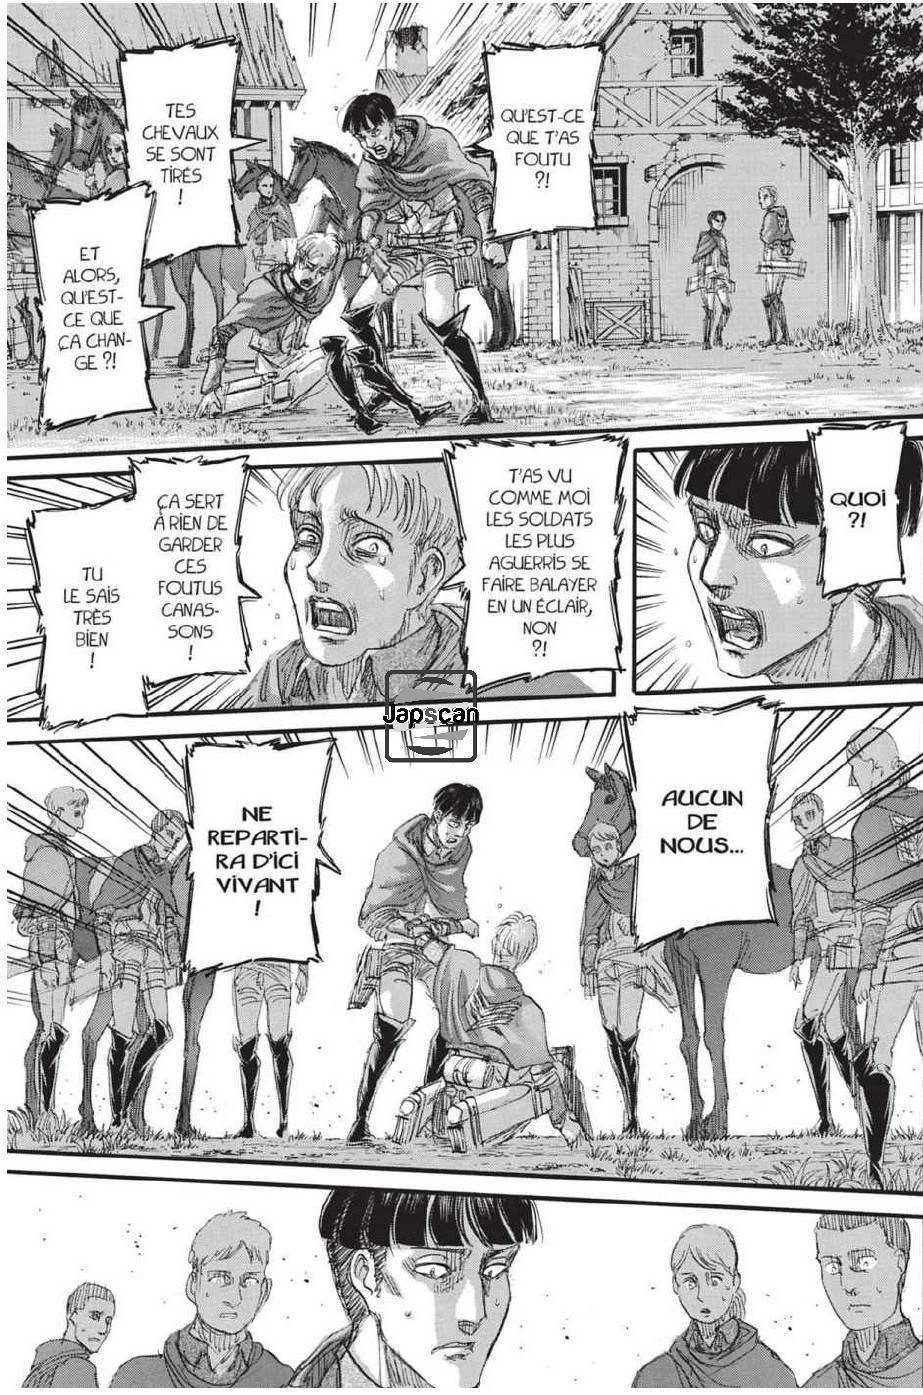 QU'EST-CE
QUE T'AS
FOUTU
?!
TES
CHEVAUX
SE SONT
TIRÉS
!
ET
ALORS,
QU'EST-
CE QUE
ÇA CHAN-
GE ?!
QUOI
?!
T'AS VU
COMME MOI
LES SOLDATS
LES PLUS
AGUERRIS SE
FAIRE BALAYER
EN UN ÉCLAIR,
NON
?!
ÇA SERT
À RIEN DE
GARDER
CES
FOUTUS
CANAS-
SONS
!
TU
LE SAIS
TRÈS
BIEN
!
Japscan
AUCUN
DE
NOUS...
NE
REPARTI-
RA D'ICI
VIVANT
!